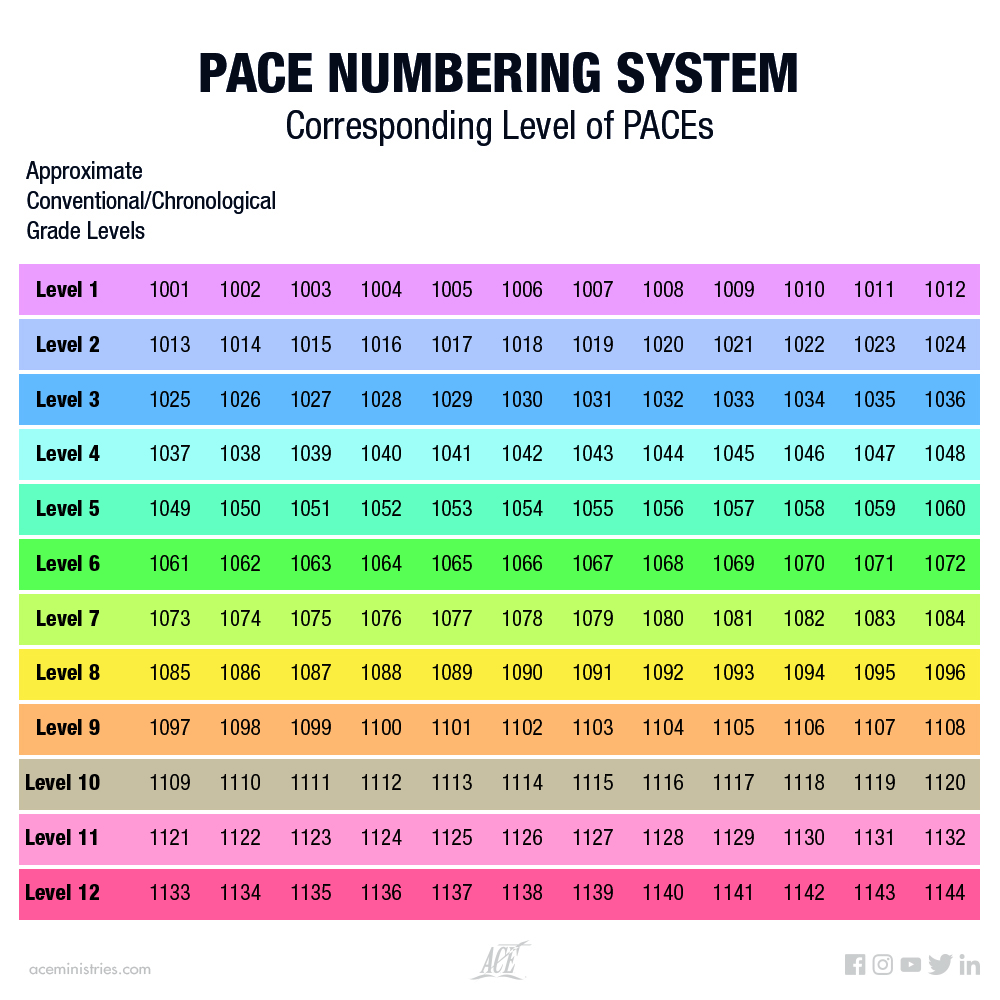 PACE NUMBERING SYSTEM
Corresponding Level of PACEs
Approximate
Conventional/Chronological
Grade Levels
Level 1 1001 1002 1003 1004 1005 1006 1007 1008 1009 1010 1011 1012
Level 2 1013 1014 1015 1016 1017 1018 1019 1020 1021 1022 1023 1024
Level 3 1025 1026 1027 1028 1029 1030 1031 1032 1033 1034 1035 1036
Level 4 1037 1038 1039 1040 1041 1042 1043 1044 1045 1046 1047 1048
Level 5 1049 1050 1051 1052 1053 1054 1055 1056 1057 1058 1059 1060
Level 6 1061 1062 1063 1064 1065 1066 1067 1068 1069 1070 1071 1072
Level 7 1073 1074 1075 1076 1077 1078 1079 1080 1081 1082 1083 1084
Level 8 1085 1086 1087 1088 1089 1090 1091 1092 1093 1094 1095 1096
Level 9 1097 1098 1099 1100 1101 1102 1103 1104 1105 1106 1107 1108
Level 10 1109 1110 1111 1112 1113 1114 1115 1116 1117 1118 1119 1120
Level 11 1121 1122 1123 1124 1125 1126 1127 1128 1129 1130 1131 1132
Level 12 1133 1134 1135 1136 1137 1138 1139 1140 1141 1142 1143 1144
aceministries.com ACE